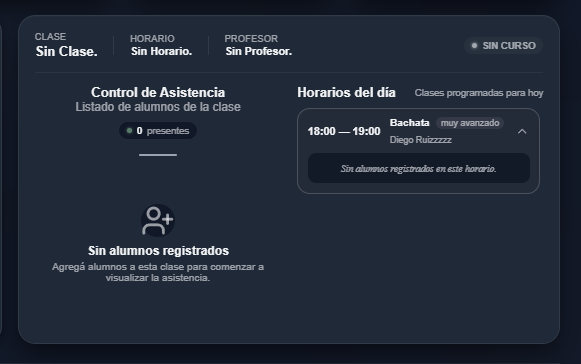 CLASE
Sin Clase.
HORARIO
Sin Horario.
PROFESOR
Sin Profesor.
SIN CURSO
Control de Asistencia
Listado de alumnos de la clase
0 presentes
Sin alumnos registrados
Agregá alumnos a esta clase para comenzar a
visualizar la asistencia.
Horarios del día
Clases programadas para hoy
18:00 — 19:00
Bachata muy avanzado
Diego Ruizzzzz
Sin alumnos registrados en este horario.